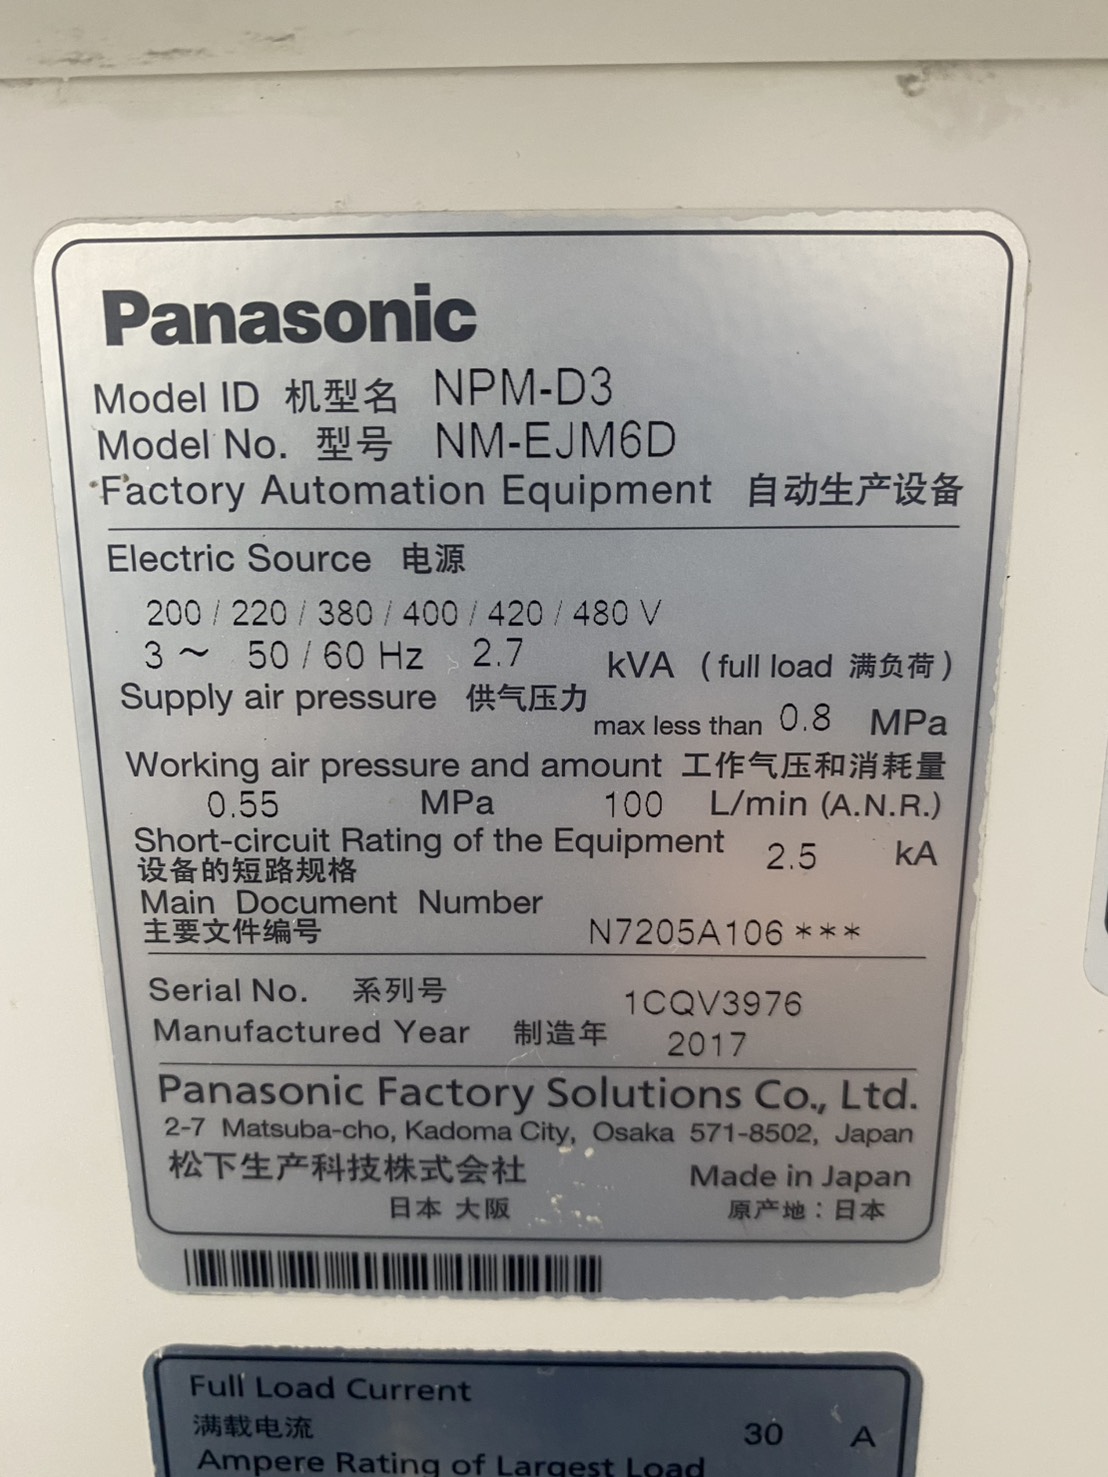 Panasonic
Model ID 机型名 NPM-D3
Model No. 型号 NM-EJM6D
Factory Automation Equipment 自动生产设备
Electric Source 电源
200 / 220 / 380 / 400 / 420 / 480 V
3 ～ 50 / 60 Hz 2.7 kVA (full load 满负荷)
Supply air pressure 供气压力
max less than 0.8 MPa
Working air pressure and amount 工作气压和消耗量
0.55 MPa 100 L/min (A.N.R.)
Short-circuit Rating of the Equipment
设备的短路规格 2.5 kA
Main Document Number
主要文件编号 N7205A106***
Serial No. 系列号 1CQV3976
Manufactured Year 制造年 2017
Panasonic Factory Solutions Co., Ltd.
2-7 Matsuba-cho, Kadoma City, Osaka 571-8502, Japan
松下生产科技株式会社 Made in Japan
日本 大阪 原产地：日本
Full Load Current
满载电流 30 A
Ampere Rating of Largest Load